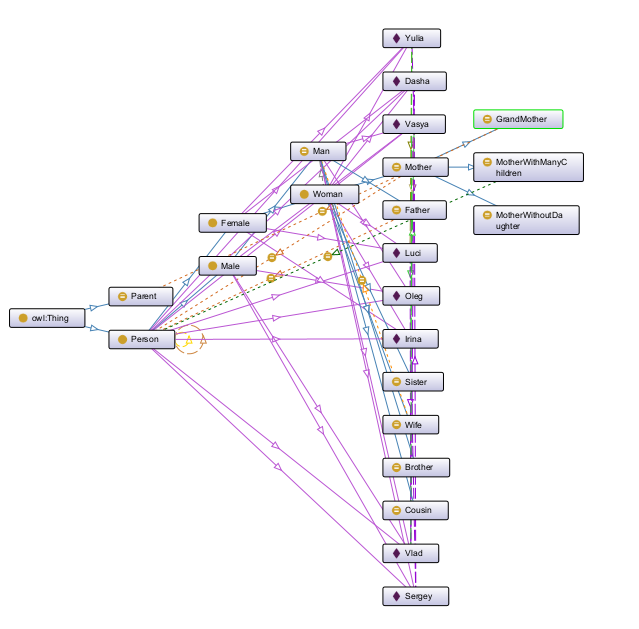 Yulia
Dasha
Vasya
GrandMother
Man
Mother
MotherWithManyC
hildren
Woman
Father
MotherWithoutDa
ughter
Female
Luci
Male
Parent
Oleg
owl:Thing
Person
Irina
Sister
Wife
Brother
Cousin
Vlad
Sergey